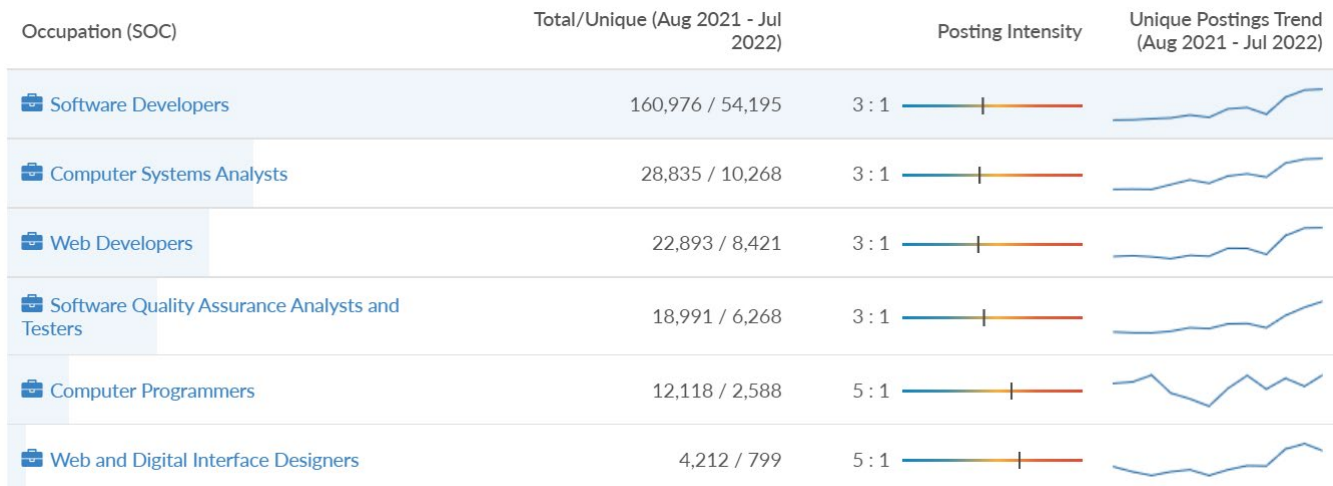 Occupation (SOC)
Total/Unique (Aug 2021 - Jul
2022)
Posting Intensity
Unique Postings Trend
(Aug 2021 - Jul 2022)
Software Developers
160,976 / 54,195
3 : 1
Computer Systems Analysts
28,835 / 10,268
3 : 1
Web Developers
22,893 / 8,421
3 : 1
Software Quality Assurance Analysts and
Testers
18,991 / 6,268
3 : 1
Computer Programmers
12,118 / 2,588
5 : 1
Web and Digital Interface Designers
4,212 / 799
5 : 1